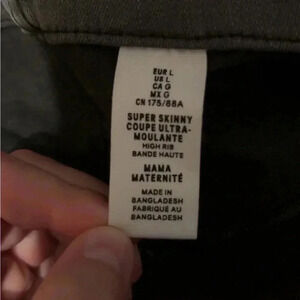 EUR L
US L
CA G
MX G
CN 175/88A
SUPER SKINNY
COUPE ULTRA-
MOULANTE
HIGH RIB
BANDE HAUTE
MAMA
MATERNITÉ
MADE IN
BANGLADESH
FABRIQUÉ AU
BANGLADESH